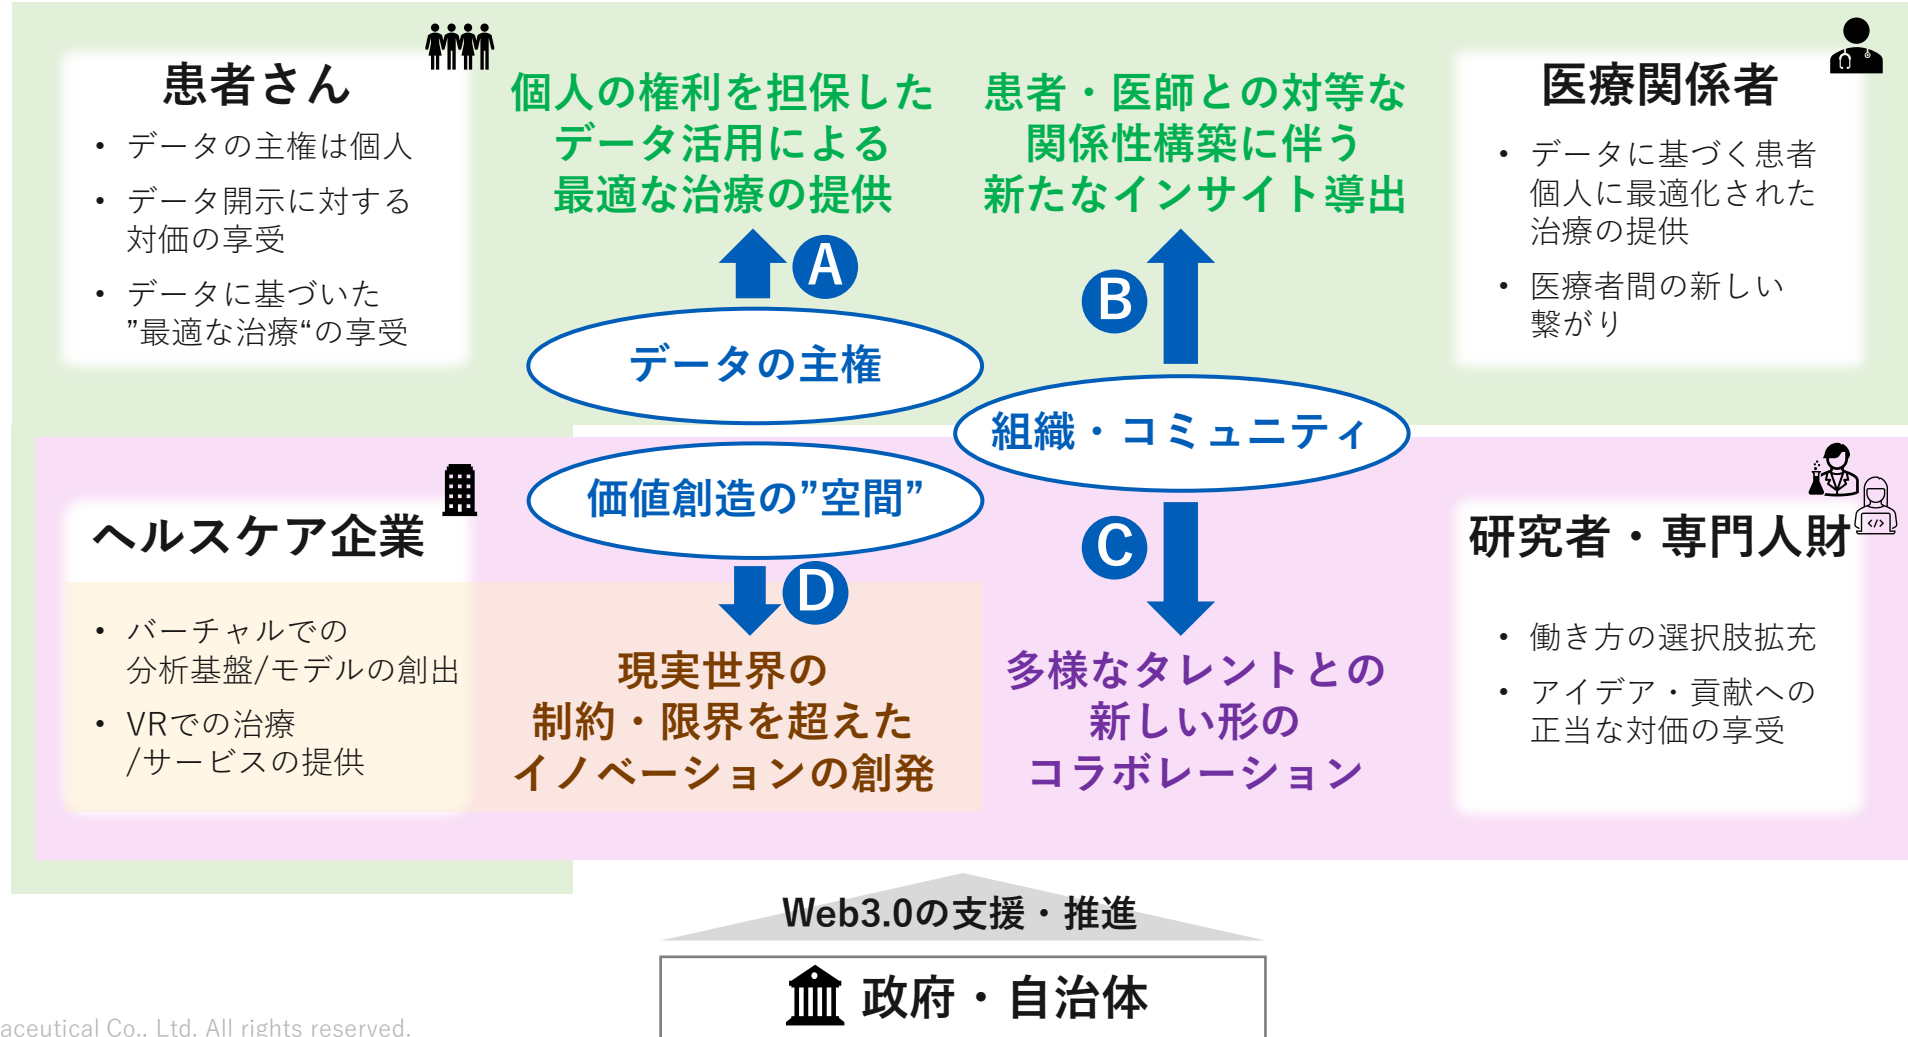 患者さん
• データの主権は個人
• データ開示に対する
対価の享受
• データに基づいた
”最適な治療“の享受
個人の権利を担保した
データ活用による
最適な治療の提供
A
データの主権
患者・医師との対等な
関係性構築に伴う
新たなインサイト導出
B
組織・コミュニティ
医療関係者
• データに基づく患者
個人に最適化された
治療の提供
• 医療者間の新しい
繋がり
ヘルスケア企業
• バーチャルでの
分析基盤/モデルの創出
• VRでの治療
/サービスの提供
価値創造の”空間”
D
現実世界の
制約・限界を超えた
イノベーションの創発
C
多様なタレントとの
新しい形の
コラボレーション
研究者・専門人財
</>
• 働き方の選択肢拡充
• アイデア・貢献への
正当な対価の享受
Web3.0の支援・推進
政府・自治体
aceutical Co., Ltd. All rights reserved.